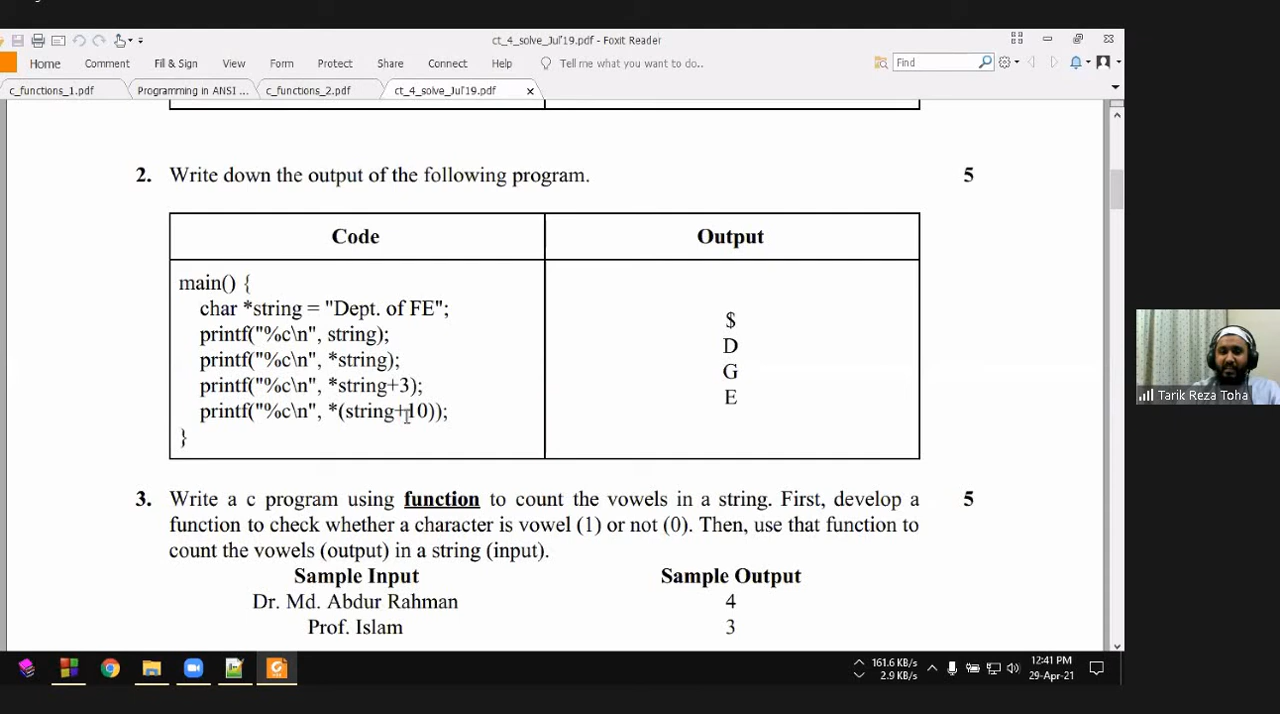 ct_4_solve_Jul'19.pdf - Foxit Reader
Home Comment Fill & Sign View Form Protect Share Connect Help Tell me what you want to do.. Find
c_functions_1.pdf Programming in ANSI ... c_functions_2.pdf ct_4_solve_Jul'19.pdf
2. Write down the output of the following program. 5
Code Output
main() {
char *string = "Dept. of FE";
printf("%c\n", string);
printf("%c\n", *string);
printf("%c\n", *string+3);
printf("%c\n", *(string+10));
}
$
D
G
E
3. Write a c program using function to count the vowels in a string. First, develop a 5
function to check whether a character is vowel (1) or not (0). Then, use that function to
count the vowels (output) in a string (input).
Sample Input Sample Output
Dr. Md. Abdur Rahman 4
Prof. Islam 3
Tarik Reza Toha
161.6 KB/s 12:41 PM
2.9 KB/s 29-Apr-21